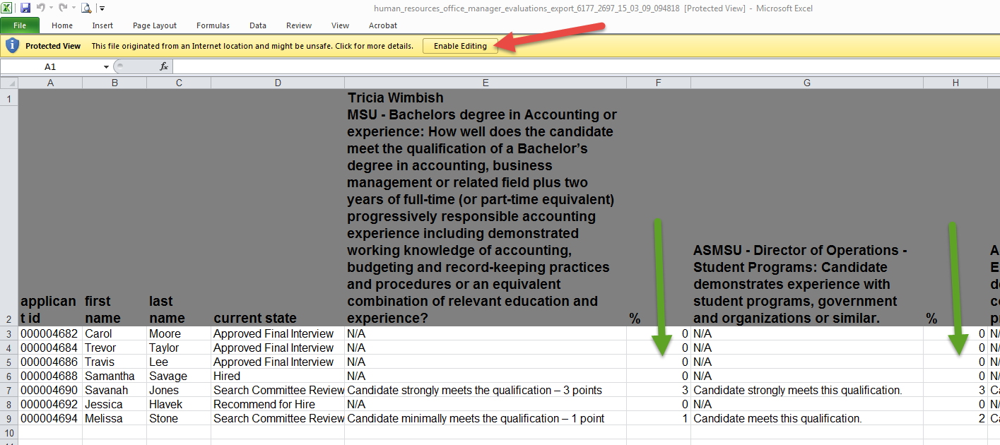 human_resources_office_manager_evaluations_export_6177_2697_15_03_09_094818 [Protected View] - Microsoft Excel
File Home Insert Page Layout Formulas Data Review View Acrobat
Protected View This file originated from an Internet location and might be unsafe. Click for more details. Enable Editing
A1 fx
A B C D E F G H
1 Tricia Wimbish
MSU - Bachelors degree in Accounting or
experience: How well does the candidate
meet the qualification of a Bachelor’s
degree in accounting, business
management or related field plus two
years of full-time (or part-time equivalent)
progressively responsible accounting
experience including demonstrated
working knowledge of accounting,
budgeting and record-keeping practices
and procedures or an equivalent
combination of relevant education and
experience?
ASMSU - Director of Operations -
Student Programs: Candidate
demonstrates experience with
student programs, government
and organizations or similar.
applican
t id
first
name
last
name
current state
%
%
2
3 000004682 Carol Moore Approved Final Interview N/A 0 N/A 0
4 000004684 Trevor Taylor Approved Final Interview N/A 0 N/A 0
5 000004686 Travis Lee Approved Final Interview N/A 0 N/A 0
6 000004688 Samantha Savage Hired N/A 0 N/A 0
7 000004690 Savanah Jones Search Committee Review Candidate strongly meets the qualification – 3 points 3 Candidate strongly meets this qualification. 3
8 000004692 Jessica Hlavek Recommend for Hire N/A 0 N/A 0
9 000004694 Melissa Stone Search Committee Review Candidate minimally meets the qualification – 1 point 1 Candidate meets this qualification. 2
10